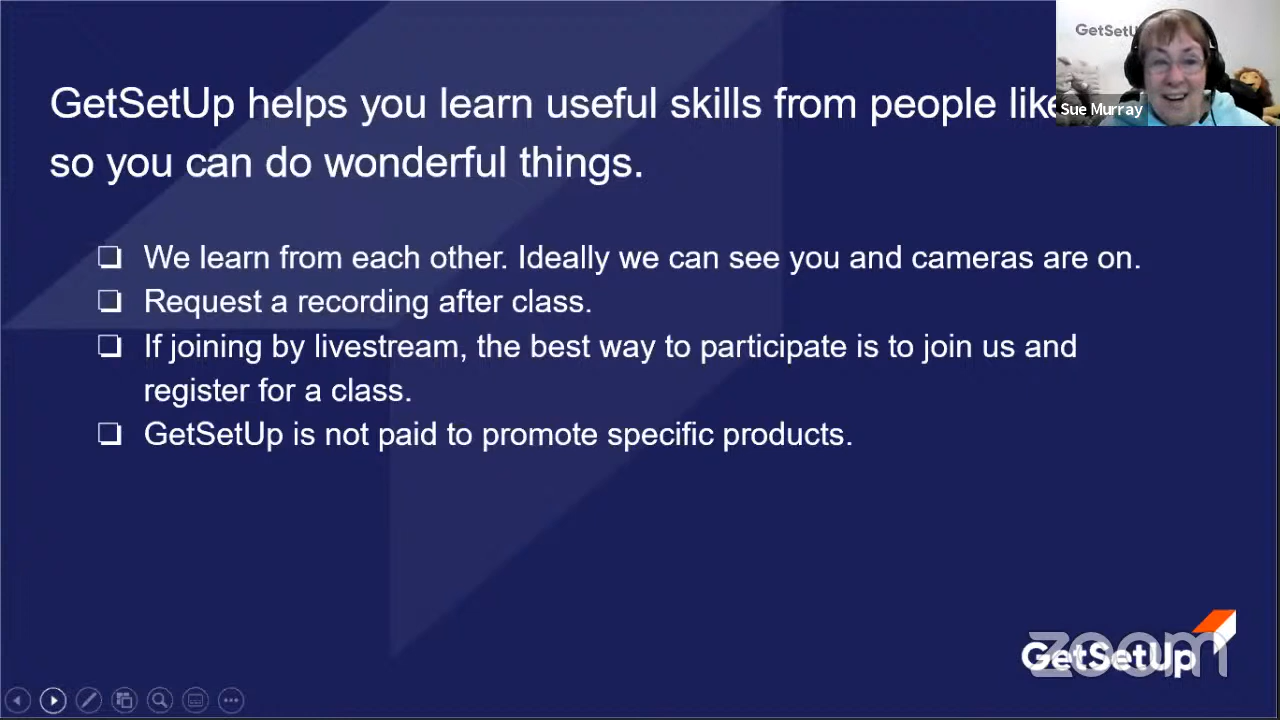 GetSetUp helps you learn useful skills from people like
so you can do wonderful things.
GetSetU
Sue Murray
❏ We learn from each other. Ideally we can see you and cameras are on.
❏ Request a recording after class.
❏ If joining by livestream, the best way to participate is to join us and
register for a class.
❏ GetSetUp is not paid to promote specific products.
zoom
GetSetUp